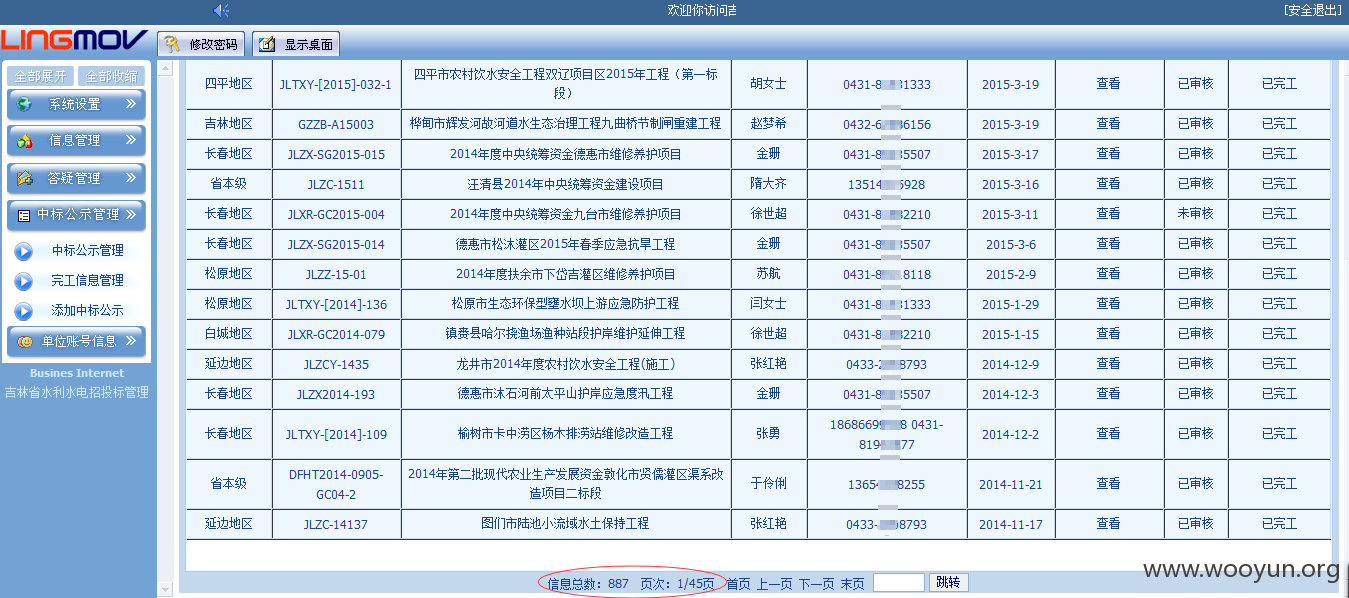 欢迎你访问吉
[安全退出]
LINGMOV
修改密码
显示桌面
全部展开 全部收缩
系统设置
信息管理
答疑管理
中标公示管理
中标公示管理
完工信息管理
添加中标公示
单位账号信息
Busines Internet
吉林省水利水电招投标管理
四平地区 JLTXY-[2015]-032-1 四平市农村饮水安全工程双辽项目区2015年工程（第一标段） 胡女士 0431-8 1333 2015-3-19 查看 已审核 已完工
吉林地区 GZZB-A15003 桦甸市辉发河故河道水生态治理工程九曲桥节制闸重建工程 赵梦希 0432-6 6156 2015-3-19 查看 已审核 已完工
长春地区 JLZX-SG2015-015 2014年度中央统筹资金德惠市维修养护项目 金珊 0431-8 5507 2015-3-17 查看 已审核 已完工
省本级 JLZC-1511 汪清县2014年中央统筹资金建设项目 隋大齐 13514 6928 2015-3-16 查看 已审核 已完工
长春地区 JLXR-GC2015-004 2014年度中央统筹资金九台市维修养护项目 徐世超 0431-8 2210 2015-3-11 查看 未审核 已完工
长春地区 JLZX-SG2015-014 德惠市松沐灌区2015年春季应急抗旱工程 金珊 0431-8 5507 2015-3-6 查看 已审核 已完工
松原地区 JLZZ-15-01 2014年度扶余市下岱吉灌区维修养护项目 苏航 0431-8 8118 2015-2-9 查看 已审核 已完工
松原地区 JLTXY-[2014]-136 松原市生态环保型壅水坝上游应急防护工程 闫女士 0431-8 1333 2015-1-29 查看 已审核 已完工
白城地区 JLXR-GC2014-079 镇赉县哈尔挠渔场渔种站段护岸维护延伸工程 徐世超 0431-8 2210 2015-1-15 查看 已审核 已完工
延边地区 JLZCY-1435 龙井市2014年度农村饮水安全工程(施工） 张红艳 0433-2 8793 2014-12-9 查看 已审核 已完工
长春地区 JLZX2014-193 德惠市沐石河前太平山护岸应急度汛工程 金珊 0431-8 5507 2014-12-3 查看 已审核 已完工
长春地区 JLTXY-[2014]-109 榆树市卡中涝区杨木排涝站维修改造工程 张勇 1868669 8 0431-819 77 2014-12-2 查看 已审核 已完工
省本级 DFHT2014-0905-GC04-2 2014年第二批现代农业生产发展资金敦化市贤儒灌区渠系改造项目二标段 于伶俐 1365 8255 2014-11-21 查看 已审核 已完工
延边地区 JLZC-14137 图们市陆池小流域水土保持工程 张红艳 0433- 8793 2014-11-17 查看 已审核 已完工
信息总数：887 页次：1/45页 首页 上一页 下一页 末页 跳转
www.wooyun.org